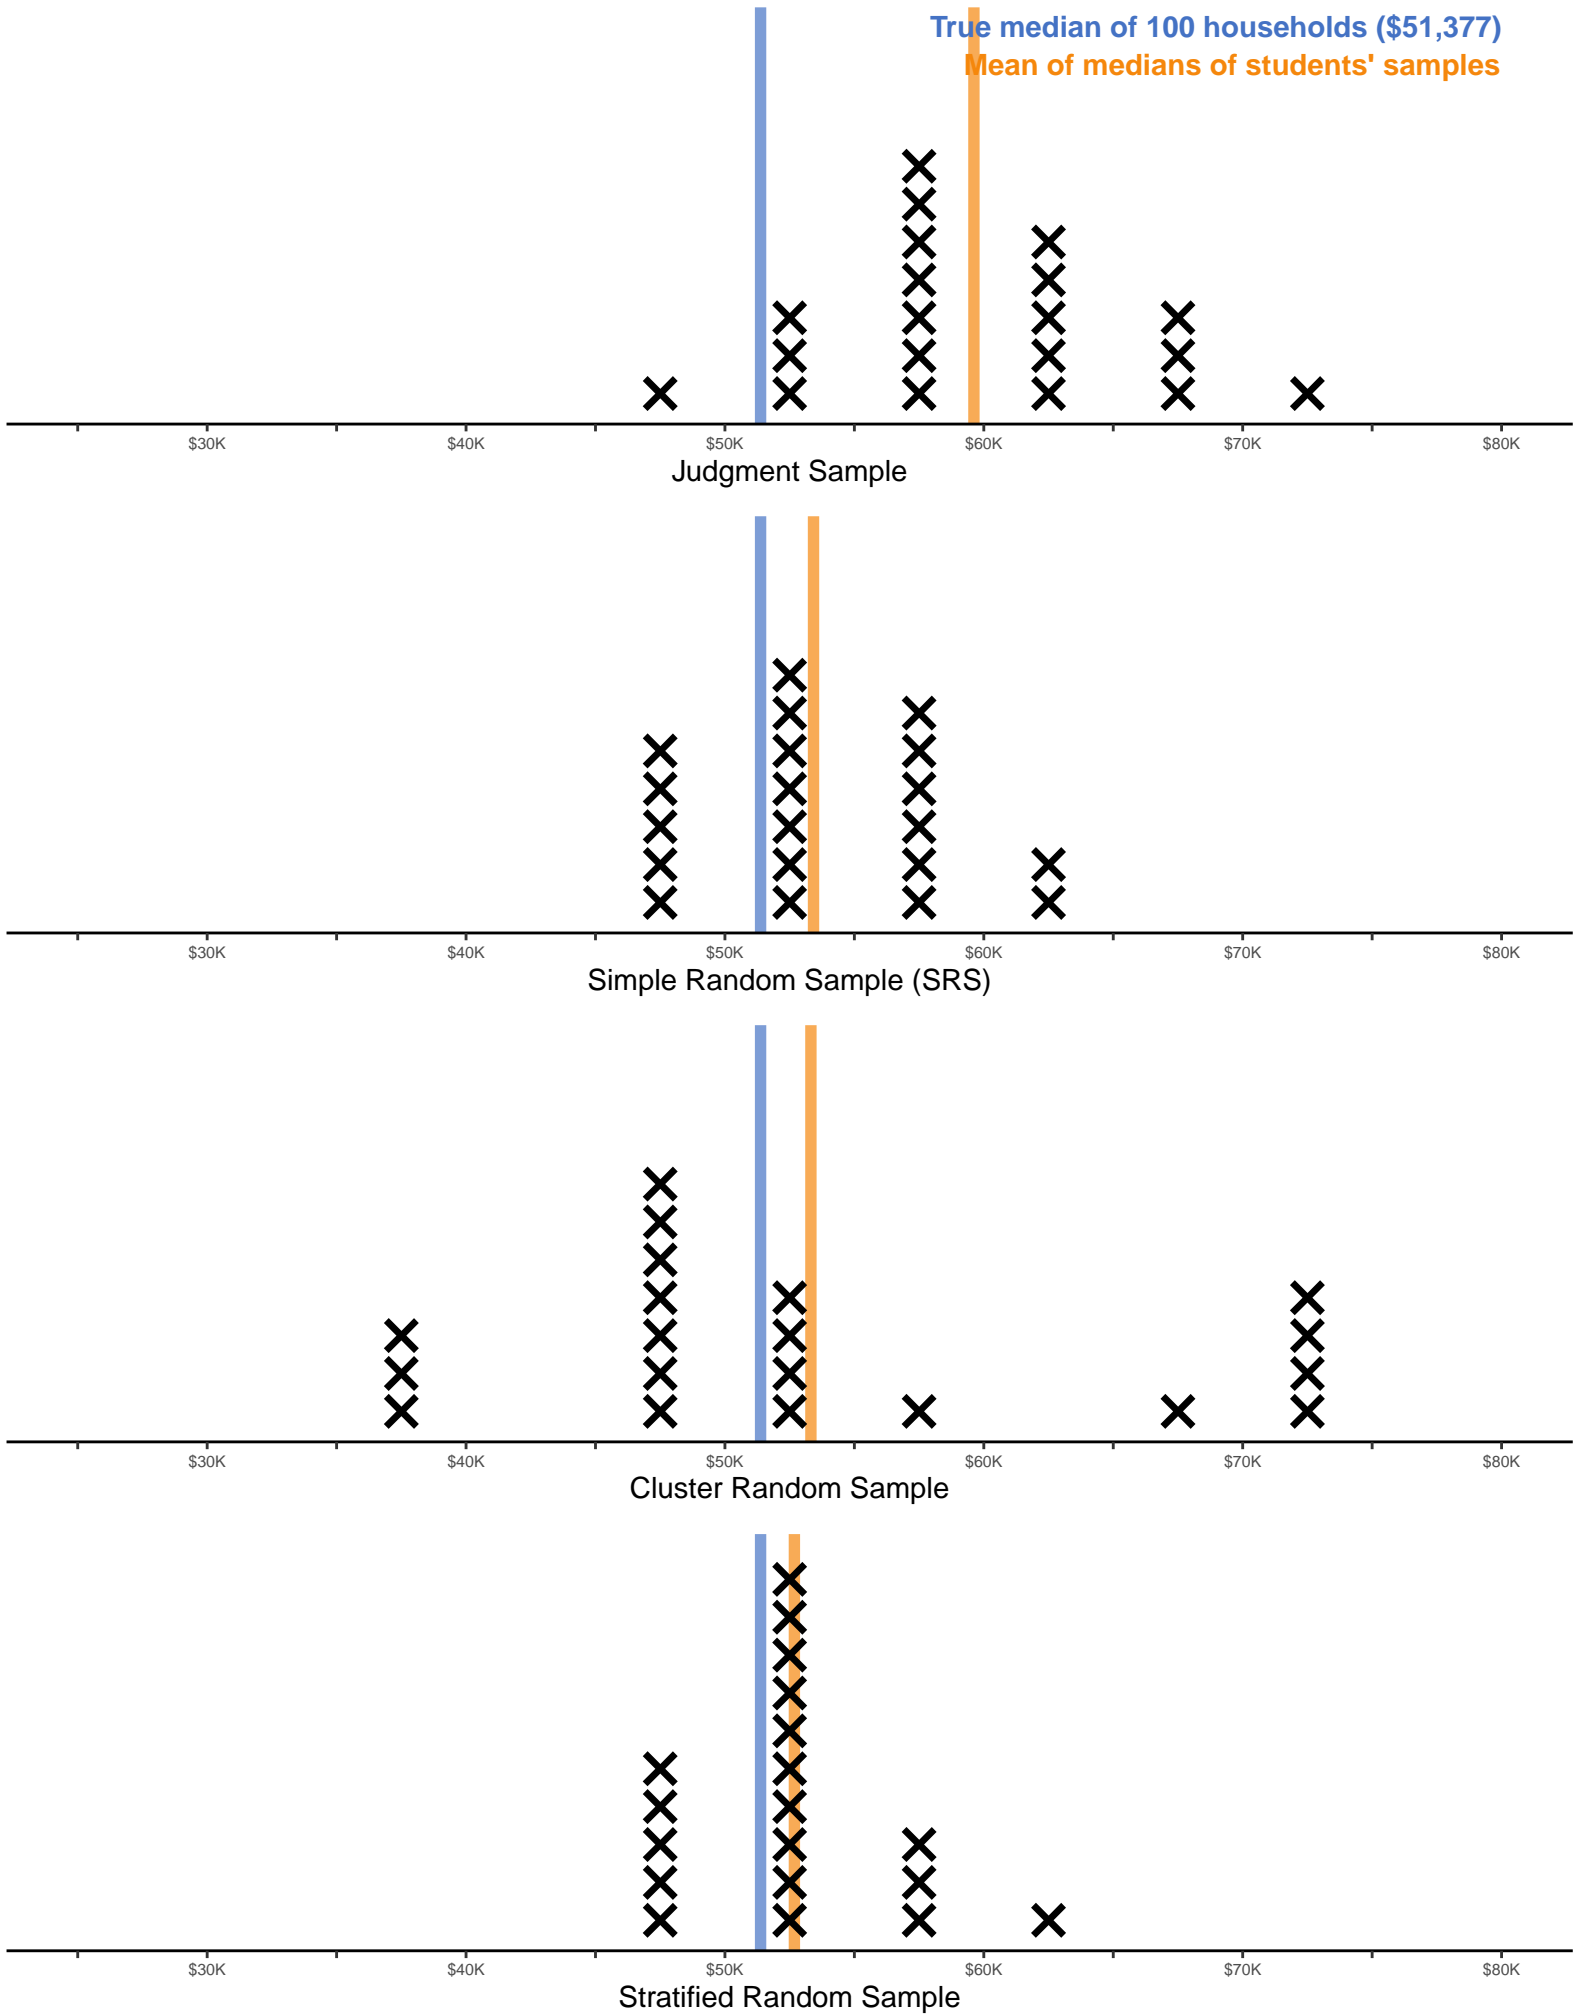 True median of 100 households ($51,377)
Mean of medians of students' samples
$30K $40K $50K $60K $70K $80K
Judgment Sample
$30K $40K $50K $60K $70K $80K
Simple Random Sample (SRS)
$30K $40K $50K $60K $70K $80K
Cluster Random Sample
$30K $40K $50K $60K $70K $80K
Stratified Random Sample